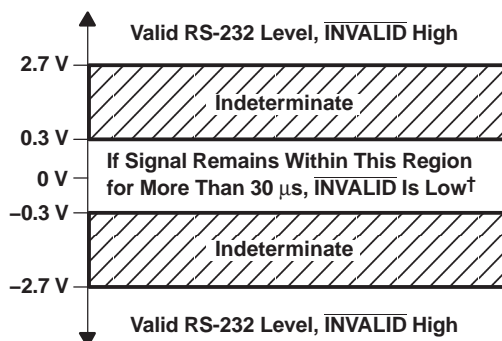 Valid RS-232 Level, INVALID High
2.7 V
Indeterminate
0.3 V
If Signal Remains Within This Region
0 V
for More Than 30 μs, INVALID Is Low†
−0.3 V
Indeterminate
−2.7 V
Valid RS-232 Level, INVALID High